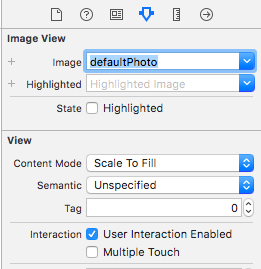 Image View
Image defaultPhoto
Highlighted Highlighted Image
State Highlighted
View
Content Mode Scale To Fill
Semantic Unspecified
Tag 0
Interaction User Interaction Enabled
Multiple Touch